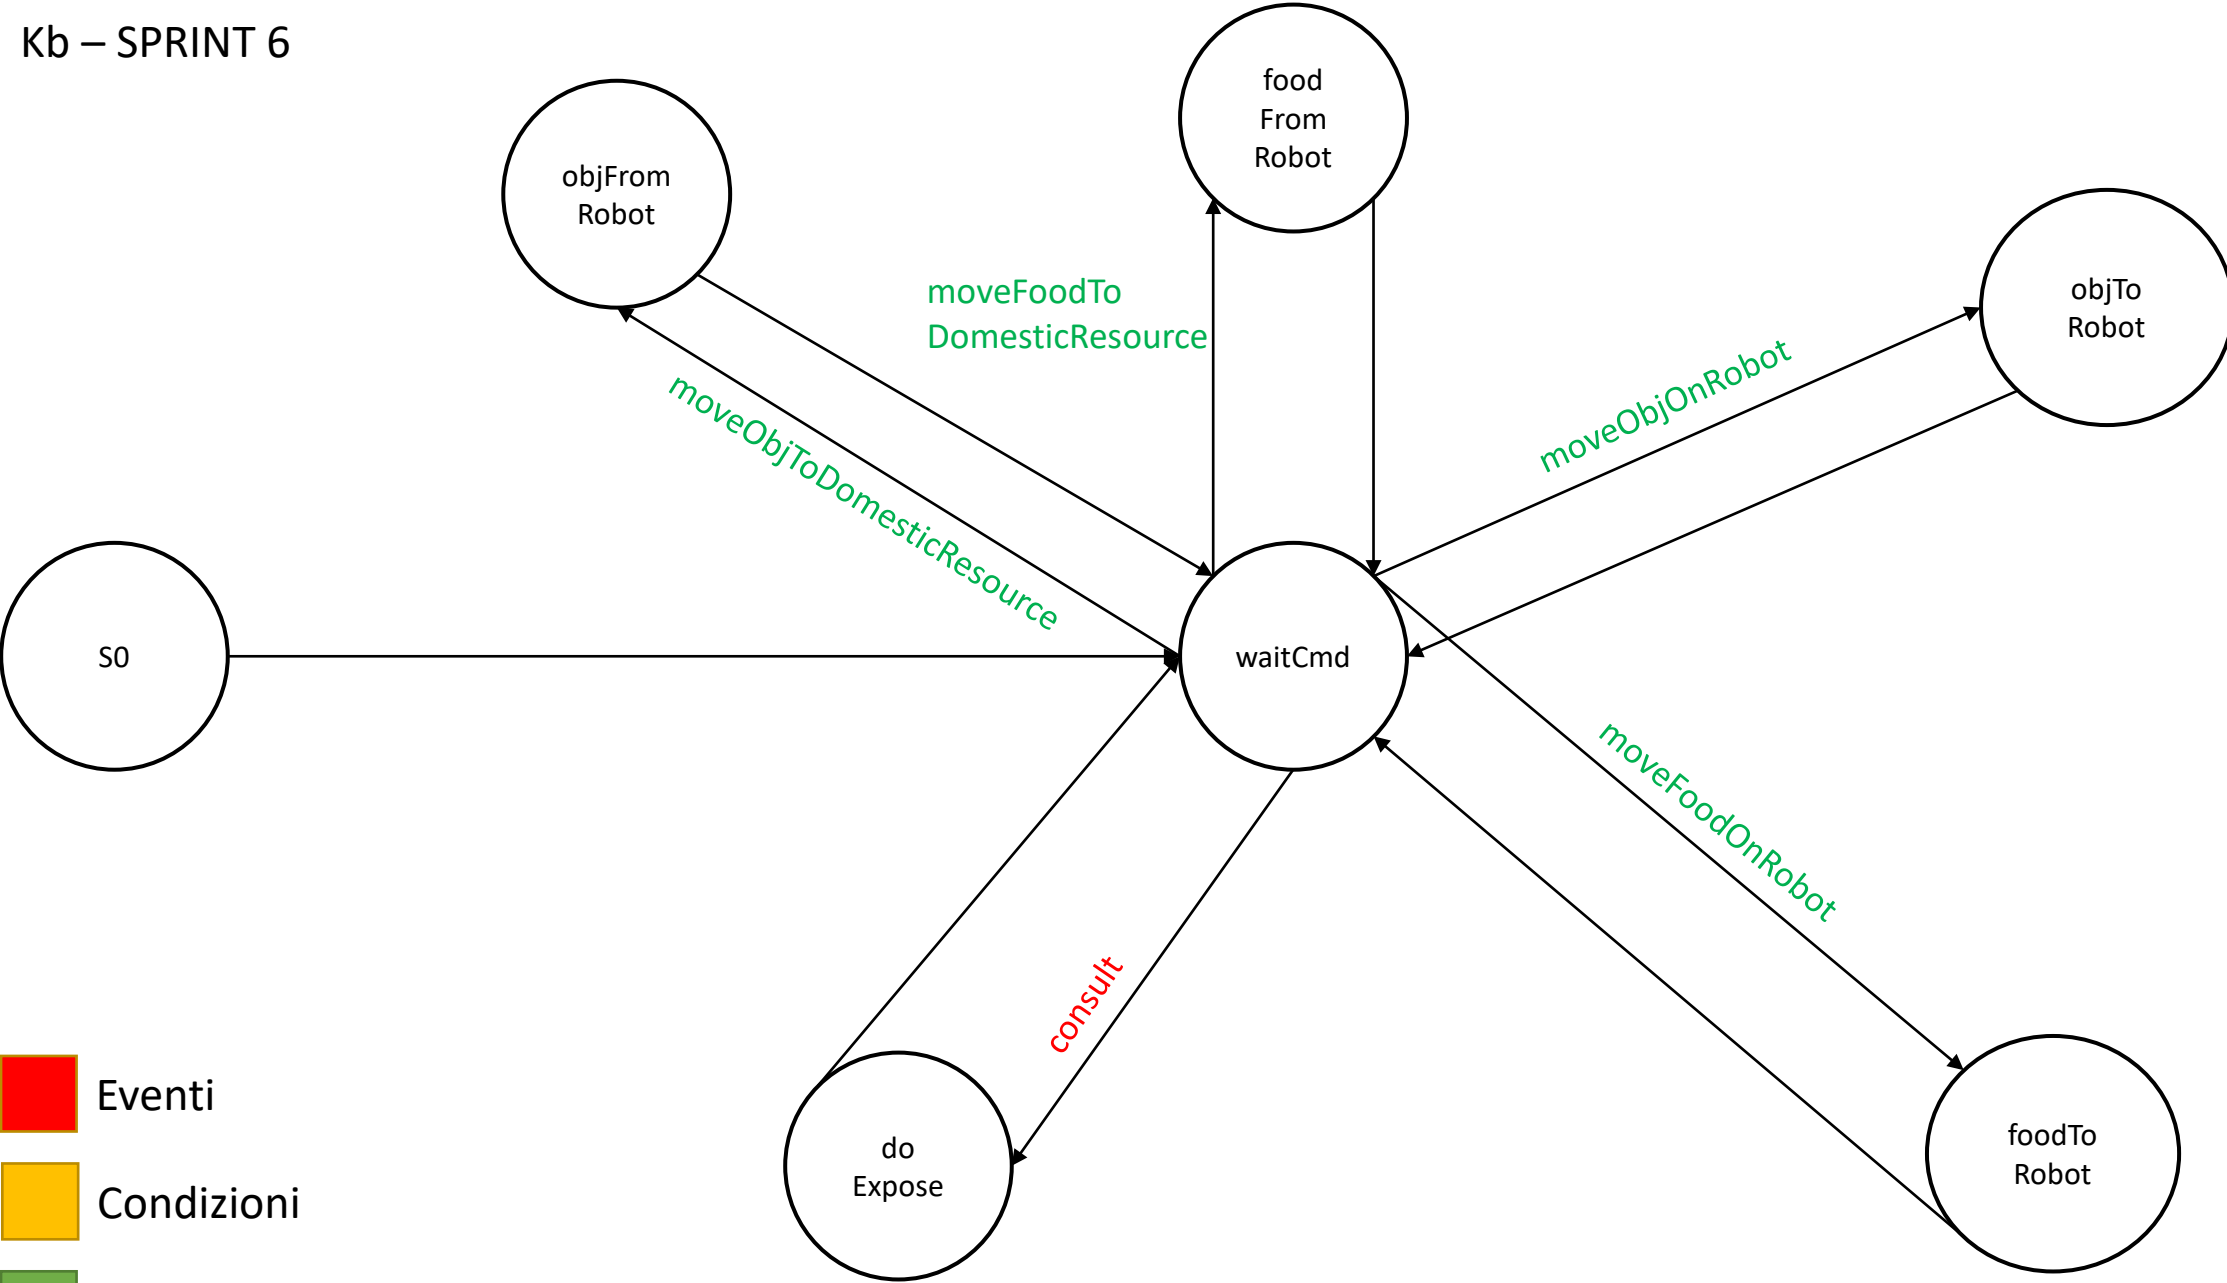 Kb – SPRINT 6
food
From
Robot
objFrom
Robot
objTo
Robot
moveFoodTo
DomesticResource
moveObjOnRobot
moveObjToDomesticResource
S0
waitCmd
moveFoodOnRobot
consult
Eventi
do
Expose
foodTo
Robot
Condizioni